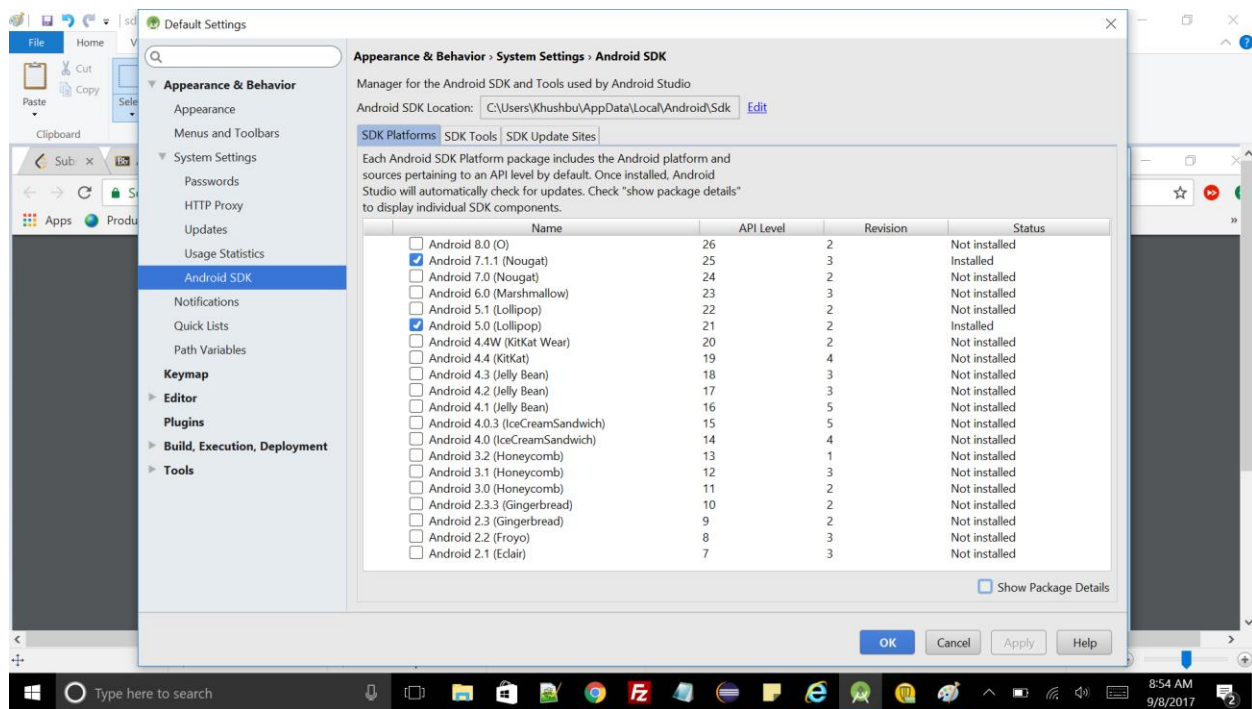 sd
Default Settings
File
Home
V
Cut
Copy
Paste
Sele
Clipboard
Appearance & Behavior
Appearance
Menus and Toolbars
System Settings
Passwords
HTTP Proxy
Updates
Usage Statistics
Android SDK
Notifications
Quick Lists
Path Variables
Keymap
Editor
Plugins
Build, Execution, Deployment
Tools
Appearance & Behavior › System Settings › Android SDK
Manager for the Android SDK and Tools used by Android Studio
Android SDK Location: C:\Users\Khushbu\AppData\Local\Android\Sdk Edit
SDK Platforms SDK Tools SDK Update Sites
Each Android SDK Platform package includes the Android platform and
sources pertaining to an API level by default. Once installed, Android
Studio will automatically check for updates. Check "show package details"
to display individual SDK components.
Name API Level Revision Status
Android 8.0 (O) 26 2 Not installed
Android 7.1.1 (Nougat) 25 3 Installed
Android 7.0 (Nougat) 24 2 Not installed
Android 6.0 (Marshmallow) 23 3 Not installed
Android 5.1 (Lollipop) 22 2 Not installed
Android 5.0 (Lollipop) 21 2 Installed
Android 4.4W (KitKat Wear) 20 2 Not installed
Android 4.4 (KitKat) 19 4 Not installed
Android 4.3 (Jelly Bean) 18 3 Not installed
Android 4.2 (Jelly Bean) 17 3 Not installed
Android 4.1 (Jelly Bean) 16 5 Not installed
Android 4.0.3 (IceCreamSandwich) 15 5 Not installed
Android 4.0 (IceCreamSandwich) 14 4 Not installed
Android 3.2 (Honeycomb) 13 1 Not installed
Android 3.1 (Honeycomb) 12 3 Not installed
Android 3.0 (Honeycomb) 11 2 Not installed
Android 2.3.3 (Gingerbread) 10 2 Not installed
Android 2.3 (Gingerbread) 9 2 Not installed
Android 2.2 (Froyo) 8 3 Not installed
Android 2.1 (Eclair) 7 3 Not installed
Show Package Details
OK Cancel Apply Help
Sub
Apps Produ
Type here to search
8:54 AM
9/8/2017
2